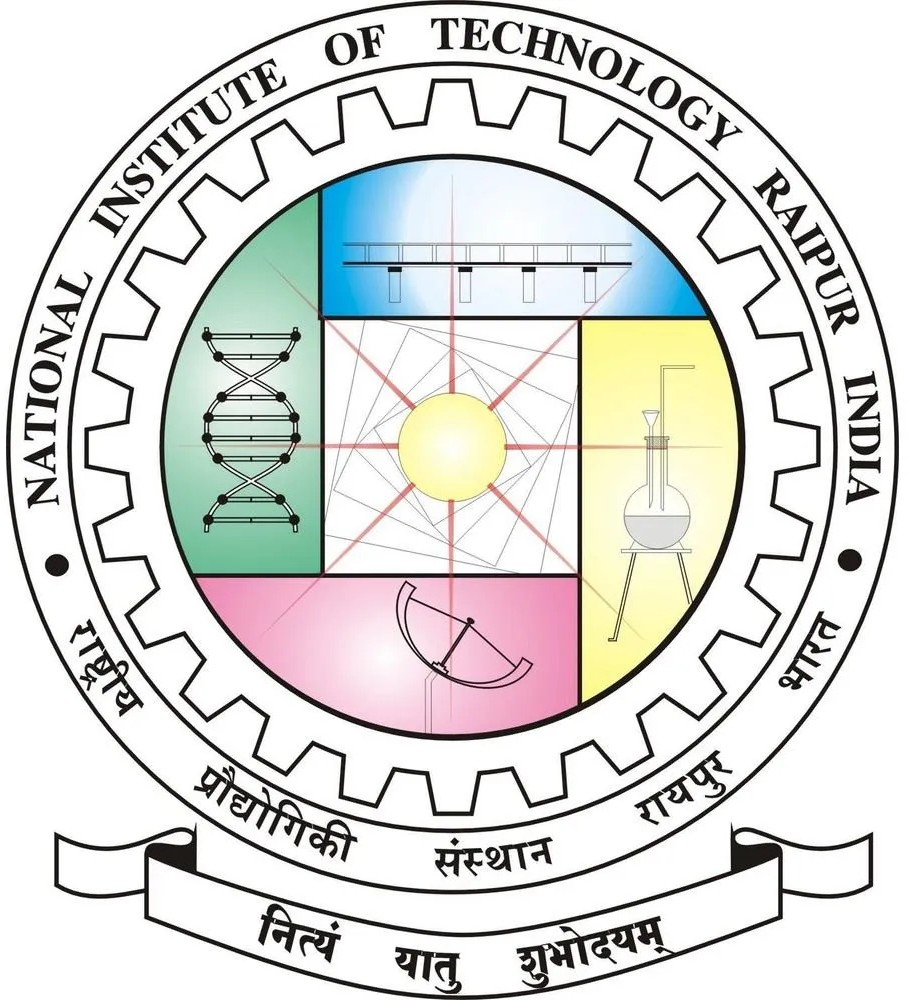 NATIONAL INSTITUTE OF TECHNOLOGY RAIPUR INDIA
राष्ट्रीय प्रौद्योगिकी संस्थान रायपुर भारत
नित्यं यातु शुभोदयम्